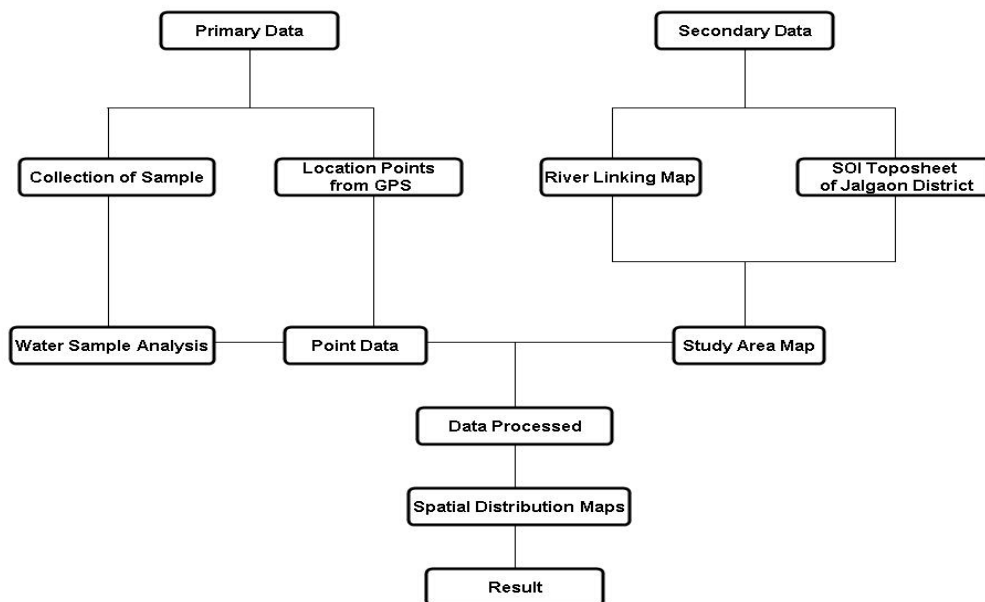 Primary Data
Secondary Data
Collection of Sample
Location Points
from GPS
River Linking Map
SOI Toposheet
of Jalgaon District
Water Sample Analysis
Point Data
Study Area Map
Data Processed
Spatial Distribution Maps
Result